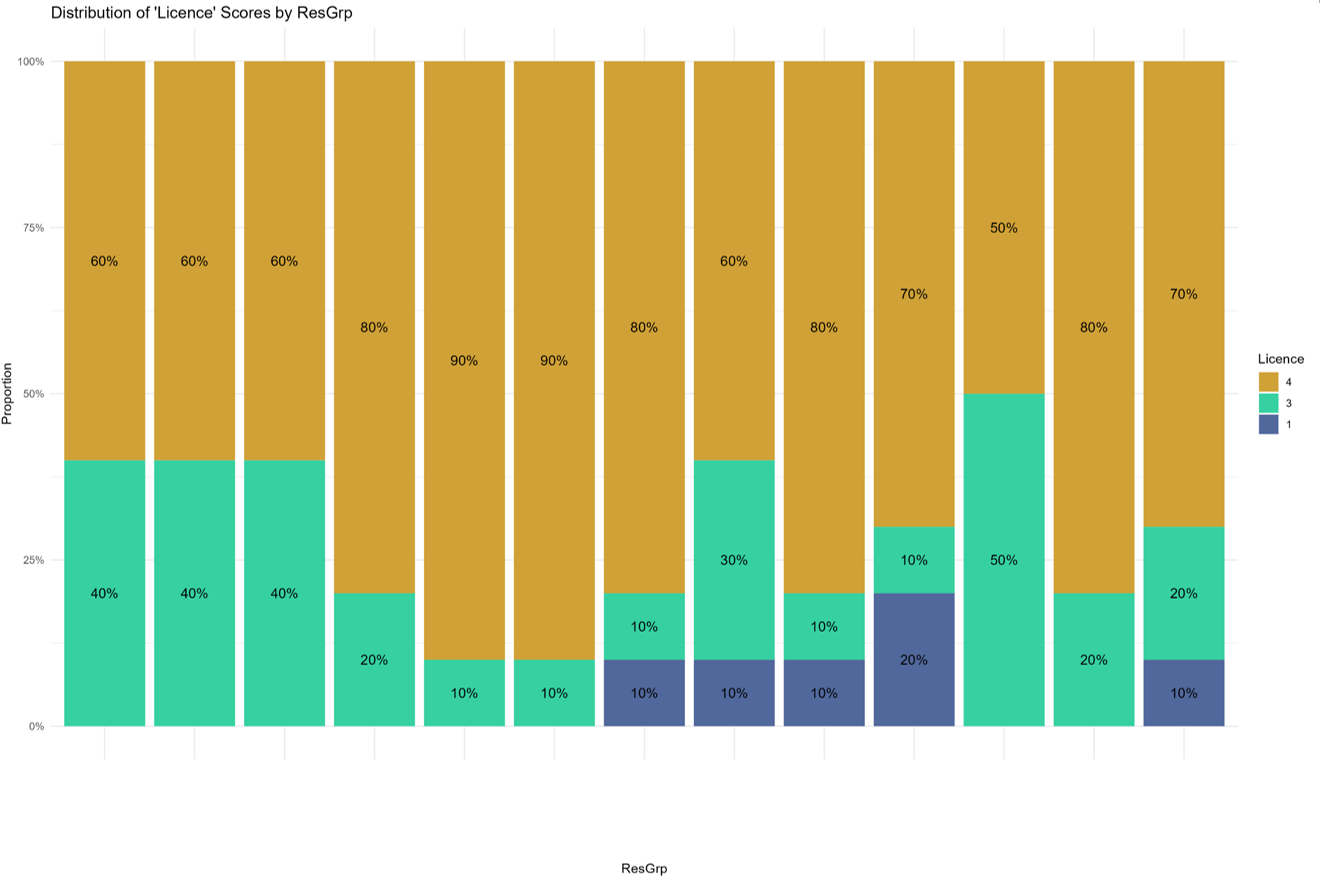 Distribution of 'Licence' Scores by ResGrp
100%
75%
50%
25%
0%
Proportion
60% 60% 60% 80% 90% 90% 80% 60% 80% 70% 50% 80% 70%
40% 40% 40% 20% 10% 10% 10% 30% 10% 10% 50% 20% 20%
10% 10% 10% 20% 10%
ResGrp
Licence
4
3
1